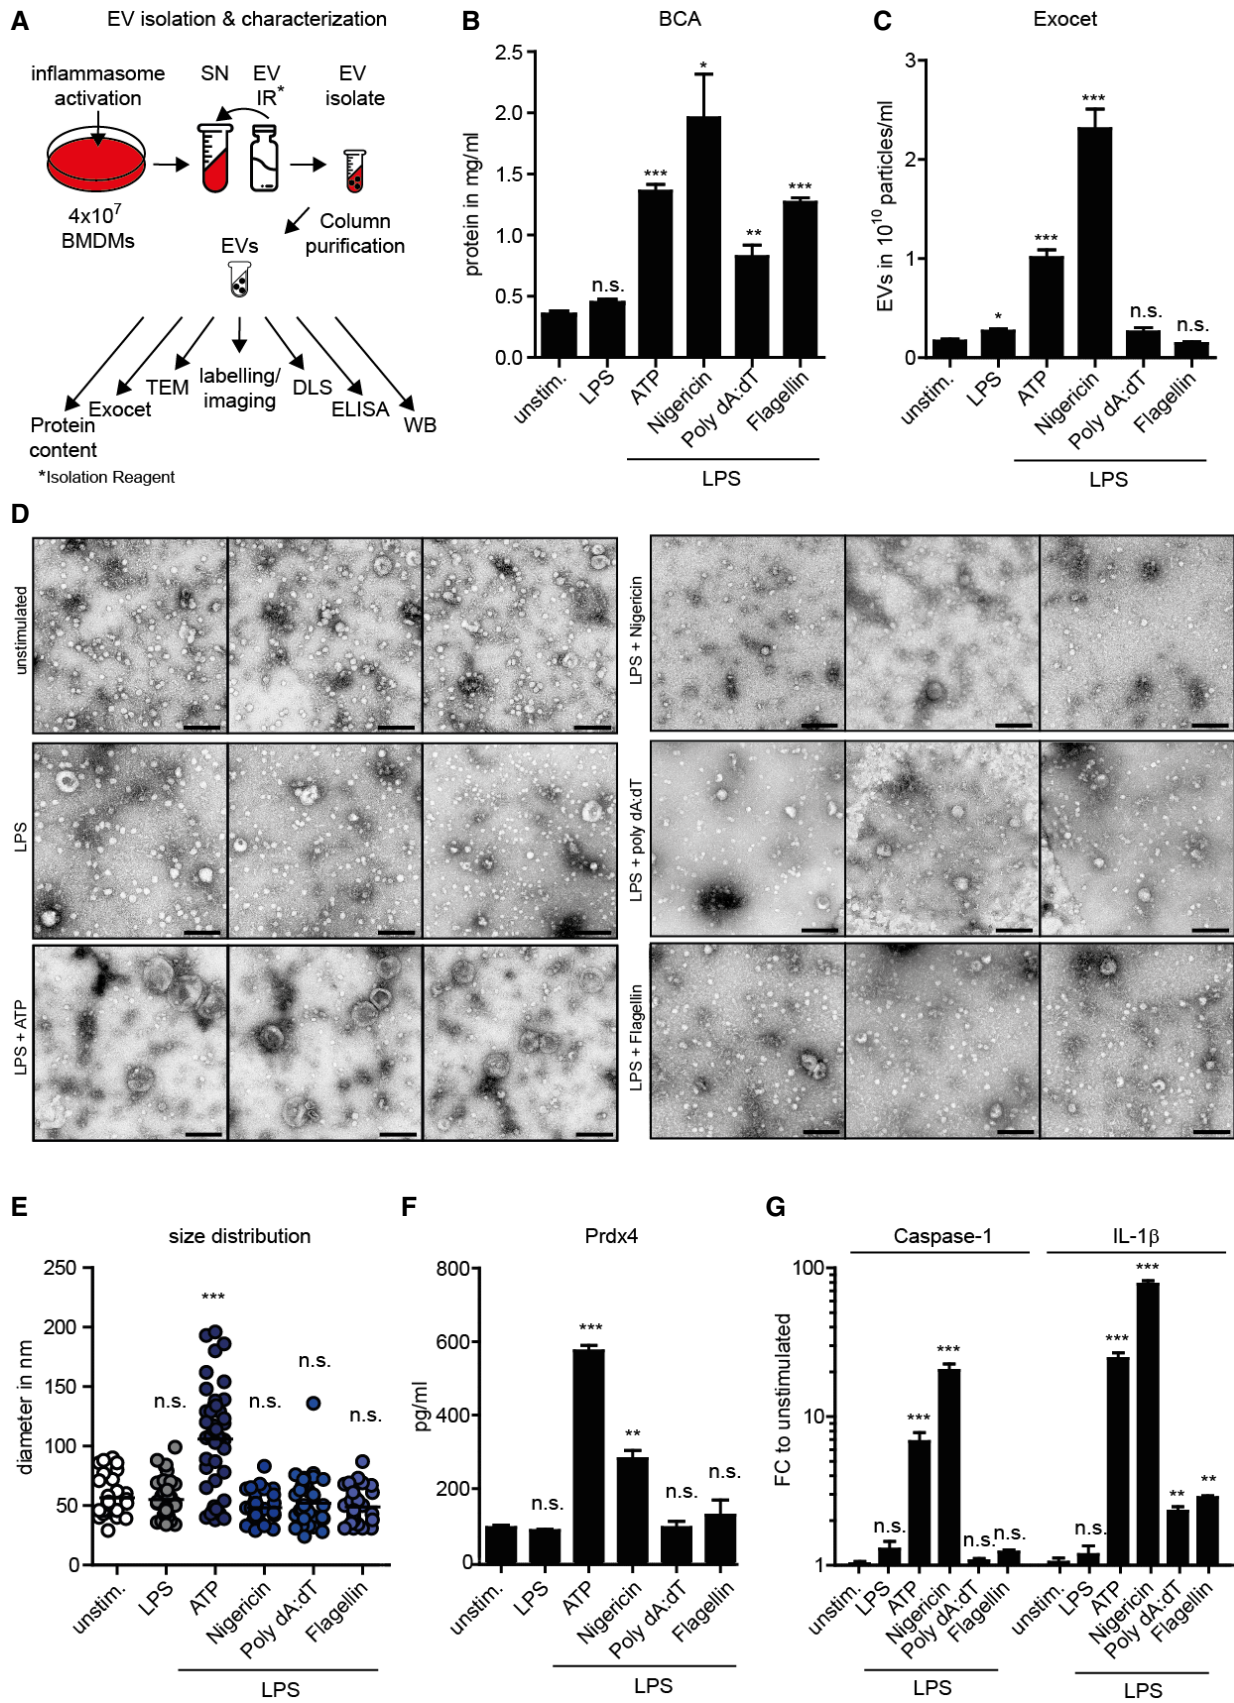 A
EV isolation & characterization
inflammasome
activation
SN
EV
IR*
EV
isolate
4x10⁷
BMDMs
Column
purification
EVs
TEM
labelling/
imaging
DLS
Exocet
ELISA
Protein
content
WB
*Isolation Reagent
B
BCA
protein in mg/ml
2.5
2.0
1.5
1.0
0.5
0.0
n.s.
***
*
**
***
unstim.
LPS
ATP
Nigericin
Poly dA:dT
Flagellin
LPS
C
Exocet
EVs in 10¹⁰ particles/ml
3
2
1
0
*
***
***
n.s.
n.s.
unstim.
LPS
ATP
Nigericin
Poly dA:dT
Flagellin
LPS
D
unstimulated
LPS
LPS + ATP
LPS + Nigericin
LPS + poly dA:dT
LPS + Flagellin
E
size distribution
diameter in nm
250
200
150
100
50
0
n.s.
***
n.s.
n.s.
n.s.
unstim.
LPS
ATP
Nigericin
Poly dA:dT
Flagellin
LPS
F
Prdx4
pg/ml
800
600
400
200
0
n.s.
***
**
n.s.
n.s.
unstim.
LPS
ATP
Nigericin
Poly dA:dT
Flagellin
LPS
G
Caspase-1
IL-1β
FC to unstimulated
100
10
1
n.s.
***
***
n.s.
n.s.
n.s.
***
***
**
**
unstim.
LPS
ATP
Nigericin
Poly dA:dT
Flagellin
LPS
unstim.
LPS
ATP
Nigericin
Poly dA:dT
Flagellin
LPS